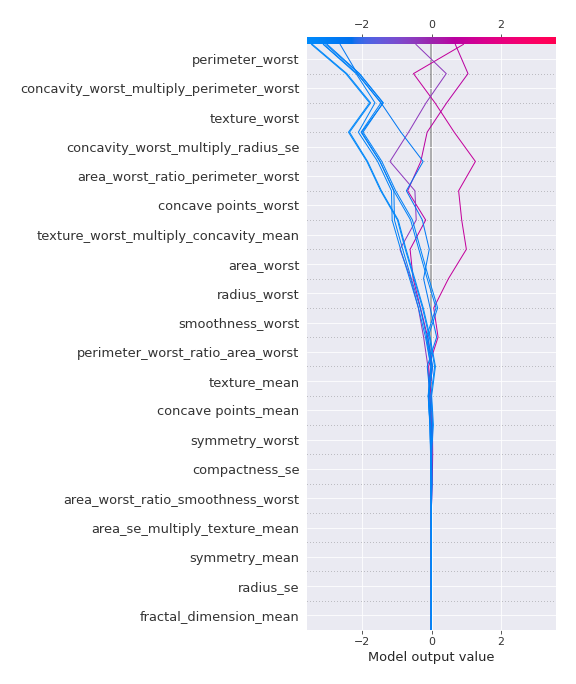 −2 0 2
perimeter_worst
concavity_worst_multiply_perimeter_worst
texture_worst
concavity_worst_multiply_radius_se
area_worst_ratio_perimeter_worst
concave points_worst
texture_worst_multiply_concavity_mean
area_worst
radius_worst
smoothness_worst
perimeter_worst_ratio_area_worst
texture_mean
concave points_mean
symmetry_worst
compactness_se
area_worst_ratio_smoothness_worst
area_se_multiply_texture_mean
symmetry_mean
radius_se
fractal_dimension_mean
−2 0 2
Model output value